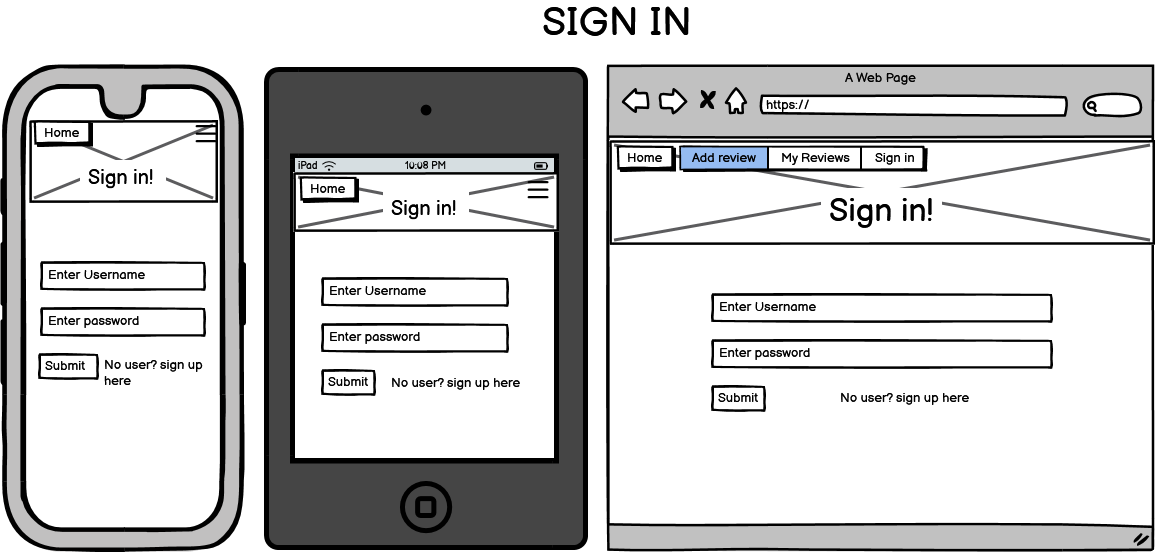 SIGN IN
Home
Sign in!
Enter Username
Enter password
Submit
No user? sign up
here
iPad
10:08 PM
Home
Sign in!
Enter Username
Enter password
Submit
No user? sign up here
A Web Page
https://
Home
Add review
My Reviews
Sign in
Sign in!
Enter Username
Enter password
Submit
No user? sign up here